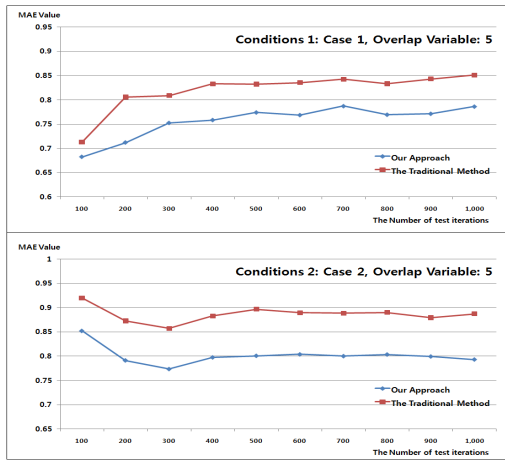 MAE Value
0.95
Conditions 1: Case 1, Overlap Variable: 5
0.9
0.85
0.8
0.75
0.7
0.65
0.6
Our Approach
The Traditional Method
100 200 300 400 500 600 700 800 900 1,000
The Number of test iterations
MAE Value
1
Conditions 2: Case 2, Overlap Variable: 5
0.95
0.9
0.85
0.8
0.75
0.7
0.65
Our Approach
The Traditional Method
100 200 300 400 500 600 700 800 900 1,000
The Number of test iterations